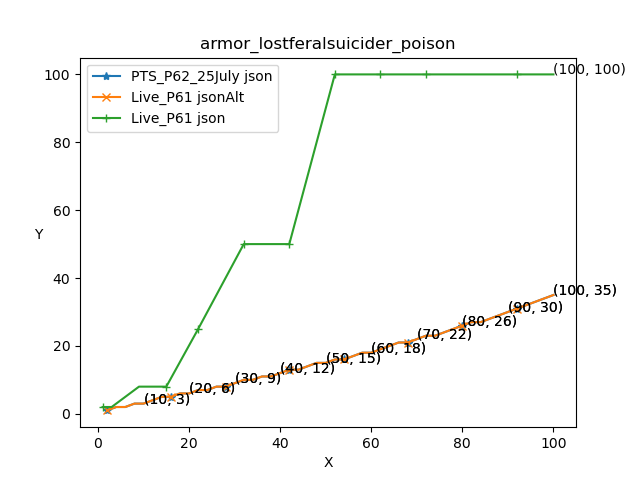 armor_lostferalsuicider_poison
PTS_P62_25July json
Live_P61 jsonAlt
Live_P61 json
(100, 100)
(100, 35)
(90, 30)
(80, 26)
(70, 22)
(60, 18)
(50, 15)
(40, 12)
(30, 9)
(20, 6)
(10, 3)
Y
100
80
60
40
20
0
0 20 40 60 80 100
X